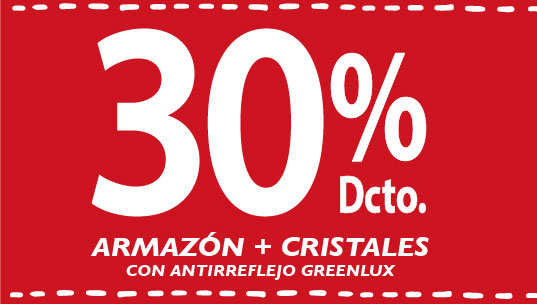 30%
Dcto.
ARMAZÓN + CRISTALES
CON ANTIRREFLEJO GREENLUX